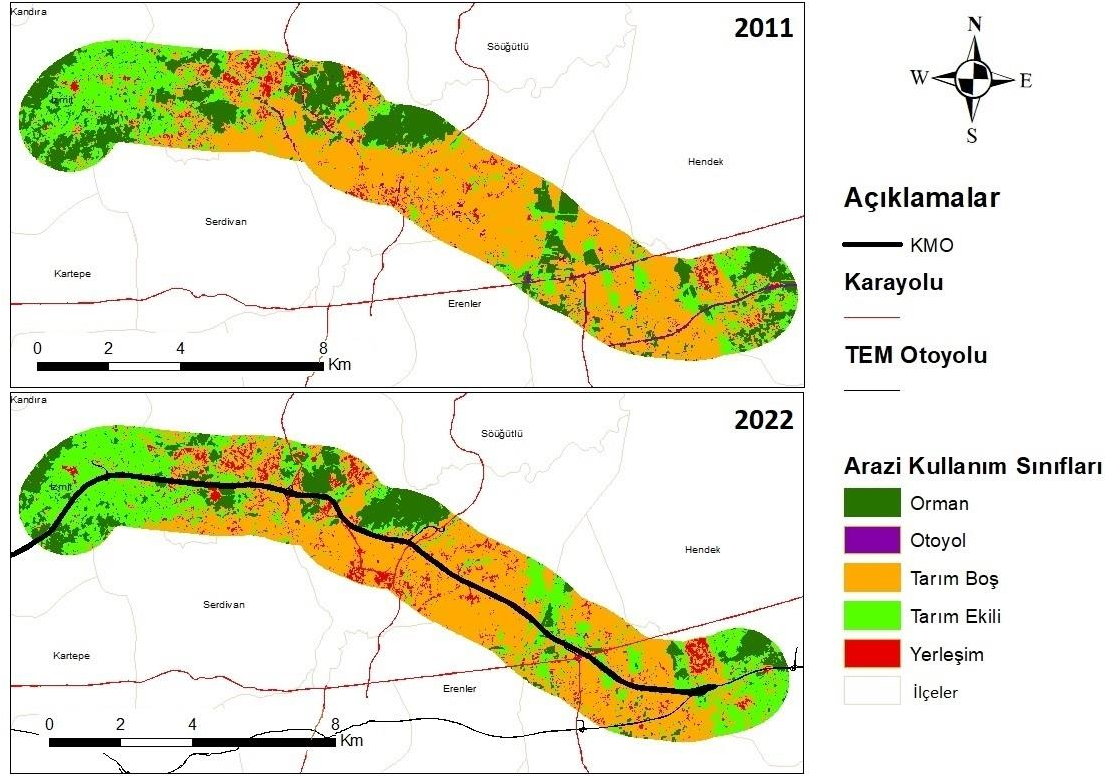 Kandıra
2011
Söüğütlü
Hendek
İzmit
Serdivan
Kartepe
Erenler
0 2 4 8 Km
Kandıra
2022
Söüğütlü
Hendek
İzmit
Serdivan
Kartepe
Erenler
0 2 4 8 Km
N
W E
S
Açıklamalar
KMO
Karayolu
TEM Otoyolu
Arazi Kullanım Sınıfları
Orman
Otoyol
Tarım Boş
Tarım Ekili
Yerleşim
İlçeler